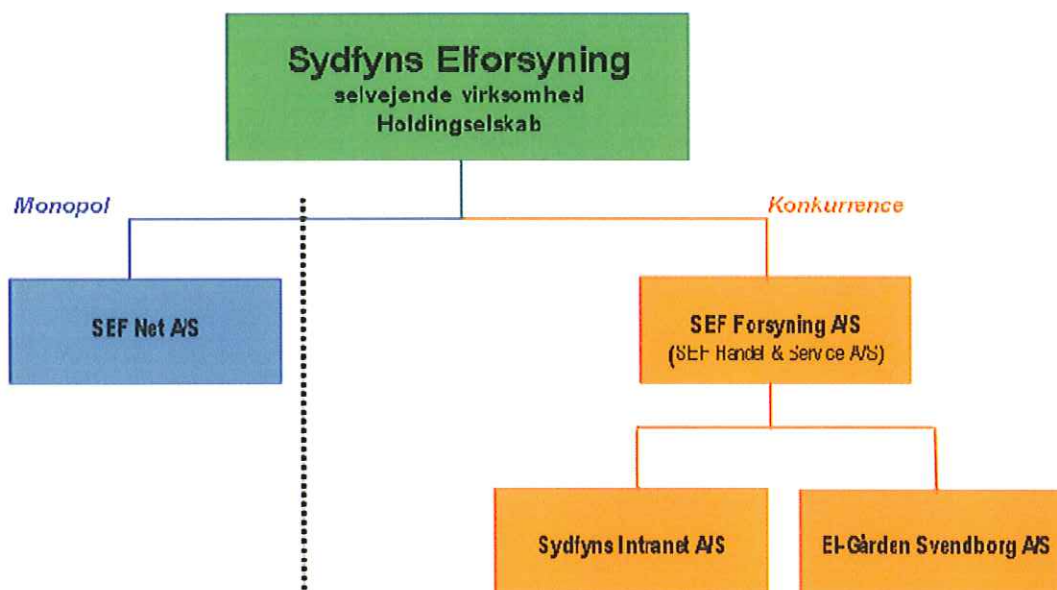 Sydfyns Elforsyning
selvejende virksomhed
Holdingselskab
Monopol
Konkurrence
SEF Net A/S
SEF Forsyning A/S
(SEF Handel & Service A/S)
Sydfyns Intranet A/S
El-Gården Svendborg A/S